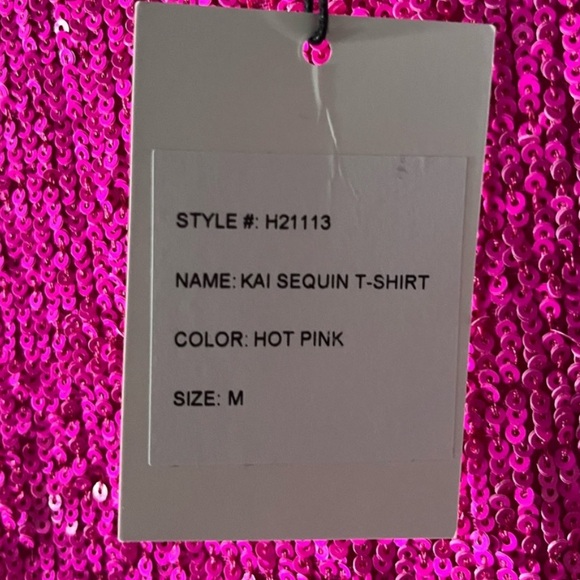 STYLE #: H21113
NAME: KAI SEQUIN T-SHIRT
COLOR: HOT PINK
SIZE: M